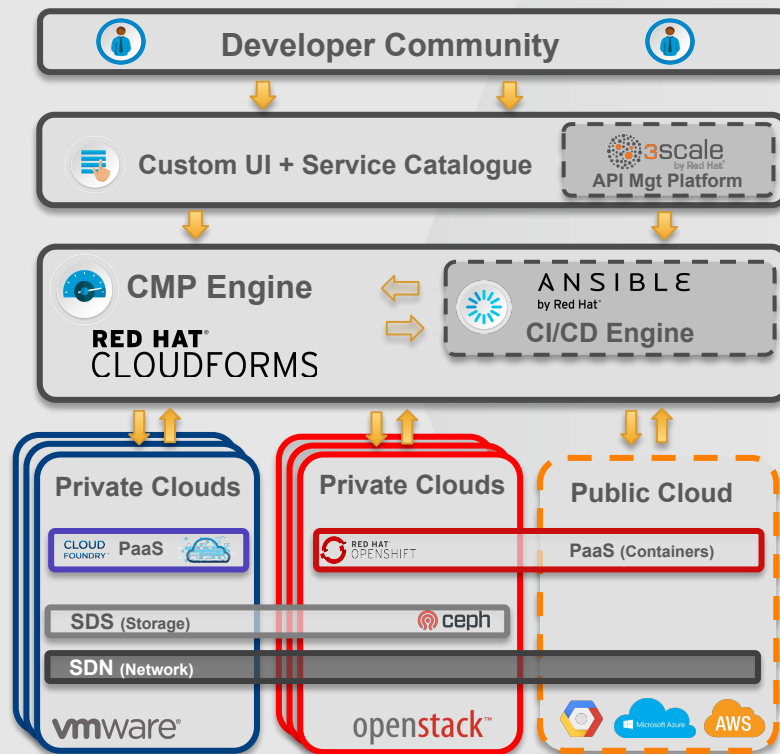 Developer Community
Custom UI + Service Catalogue
3scale
by Red Hat®
API Mgt Platform
CMP Engine
RED HAT®
CLOUDFORMS
ANSIBLE
by Red Hat®
CI/CD Engine
Private Clouds
Private Clouds
Public Cloud
CLOUD
FOUNDRY
PaaS
RED HAT
OPENSHIFT
PaaS (Containers)
SDS (Storage)
ceph
SDN (Network)
vmware®
openstack™
Microsoft Azure
AWS